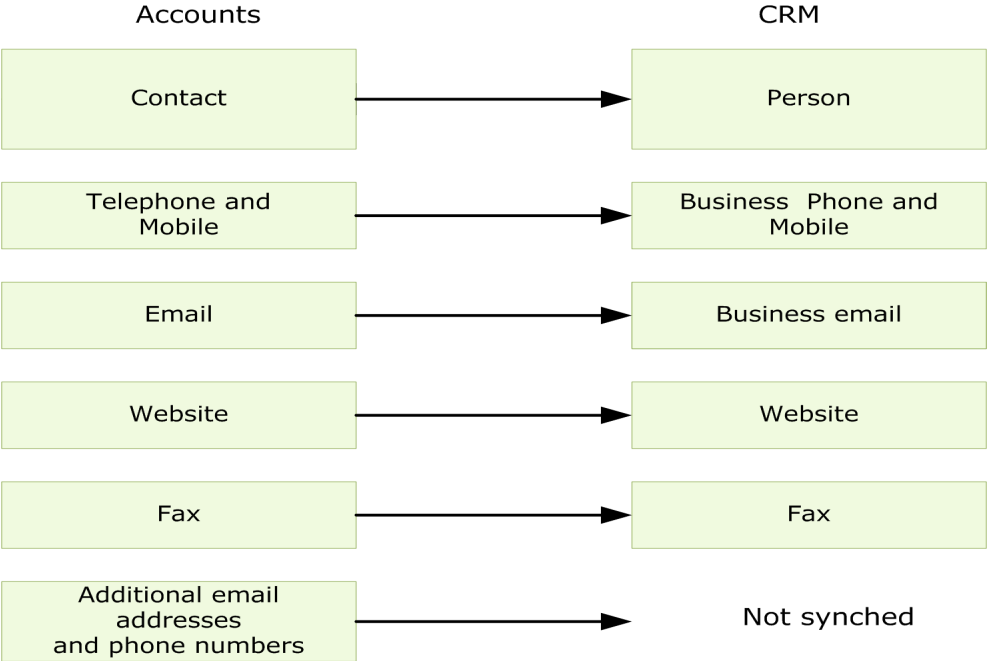 Accounts
CRM
Contact
Person
Telephone and
Mobile
Business  Phone and
Mobile
Email
Business email
Website
Website
Fax
Fax
Additional email
addresses
and phone numbers
Not synched